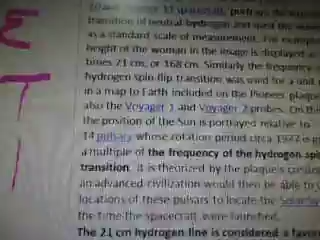 E
T
T
portrays the
transition of neutral hydrogen and used the
as a standard scale of measurement. For example
height of the woman in the image is displayed
times 21 cm, or 168 cm. Similarly the frequency
hydrogen spin-flip transition was used for a unit
in a map to Earth included on the Pioneer plaques
also the Voyager 1 and Voyager 2 probes. On this
the position of the Sun is portrayed relative to
14 pulsars whose rotation period circa 1977 is
a multiple of the frequency of the hydrogen spin
transition. It is theorized by the plaque's creators
an advanced civilization would then be able to
locations of these pulsars to locate the Solar
the time the spacecraft were launched.
The 21 cm hydrogen line is considered a favor